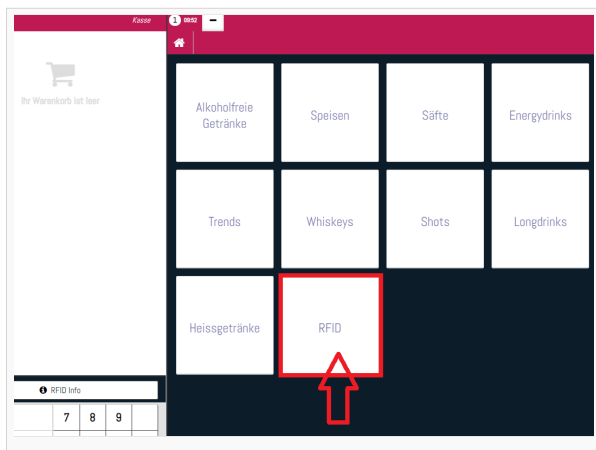 Kasse
1 09:52 –
Ihr Warenkorb ist leer
Alkoholfreie
Getränke
Speisen
Säfte
Energydrinks
Trends
Whiskeys
Shots
Longdrinks
Heissgetränke
RFID
RFID Info
7 8 9